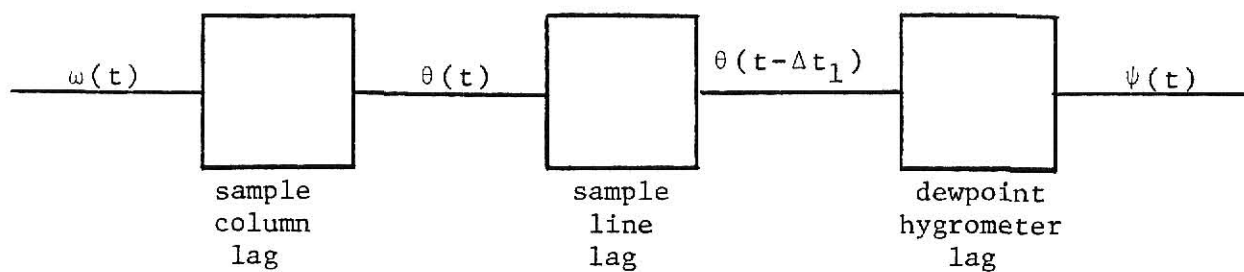 ω(t)
θ(t)
θ(t-Δt₁)
ψ(t)
sample
column
lag
sample
line
lag
dewpoint
hygrometer
lag